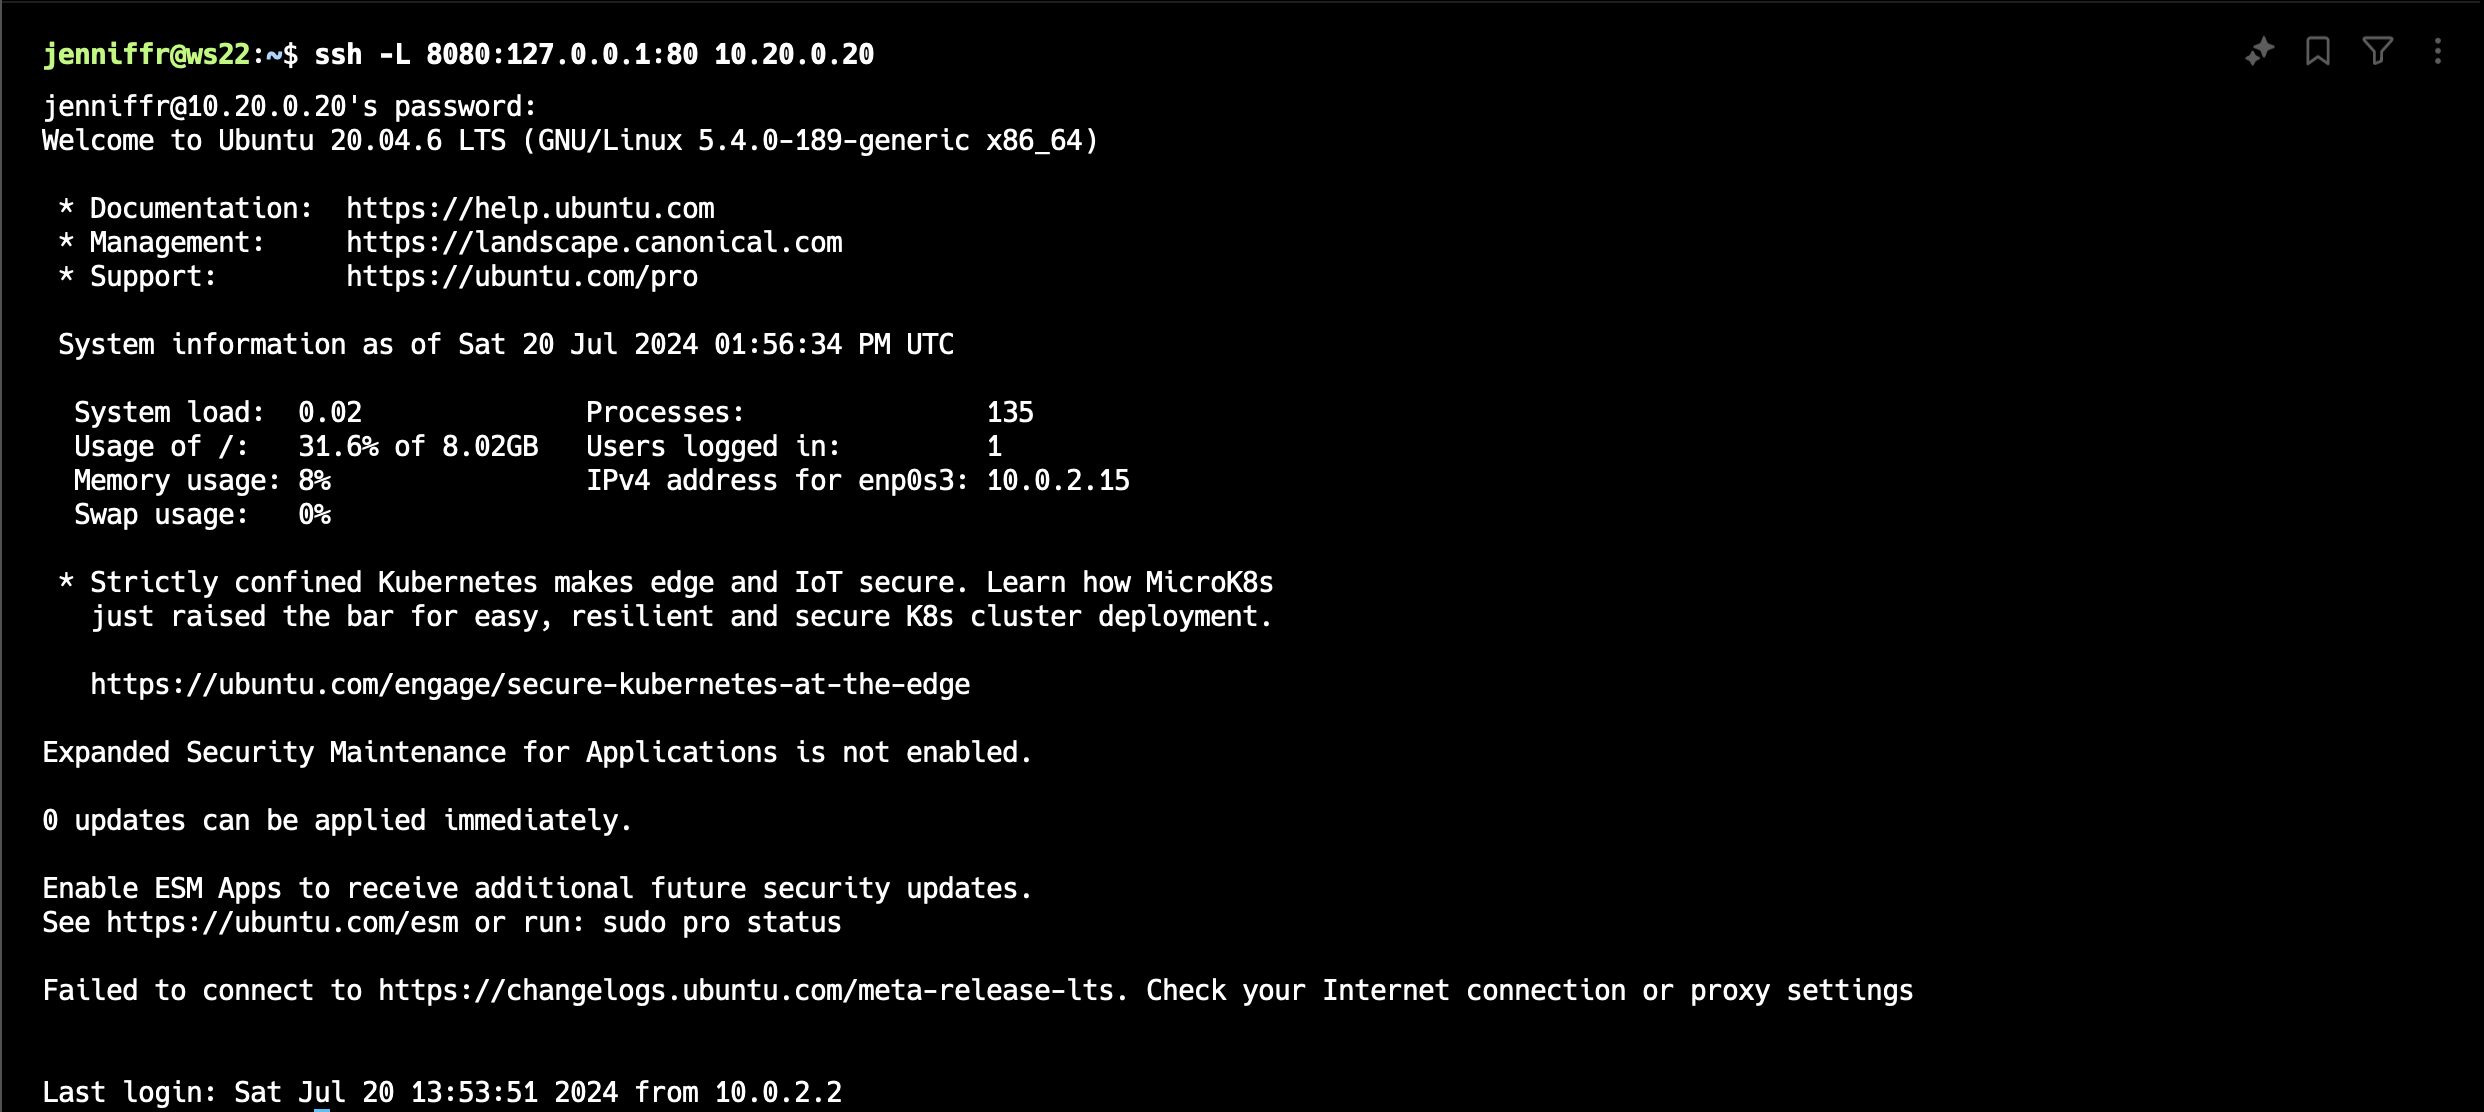 jenniffr@ws22:~$ ssh -L 8080:127.0.0.1:80 10.20.0.20
jenniffr@10.20.0.20's password:
Welcome to Ubuntu 20.04.6 LTS (GNU/Linux 5.4.0-189-generic x86_64)
* Documentation:  https://help.ubuntu.com
* Management:     https://landscape.canonical.com
* Support:        https://ubuntu.com/pro
System information as of Sat 20 Jul 2024 01:56:34 PM UTC
System load:  0.02              Processes:               135
Usage of /:   31.6% of 8.02GB   Users logged in:         1
Memory usage: 8%                IPv4 address for enp0s3: 10.0.2.15
Swap usage:   0%
* Strictly confined Kubernetes makes edge and IoT secure. Learn how MicroK8s
just raised the bar for easy, resilient and secure K8s cluster deployment.
https://ubuntu.com/engage/secure-kubernetes-at-the-edge
Expanded Security Maintenance for Applications is not enabled.
0 updates can be applied immediately.
Enable ESM Apps to receive additional future security updates.
See https://ubuntu.com/esm or run: sudo pro status
Failed to connect to https://changelogs.ubuntu.com/meta-release-lts. Check your Internet connection or proxy settings
Last login: Sat Jul 20 13:53:51 2024 from 10.0.2.2